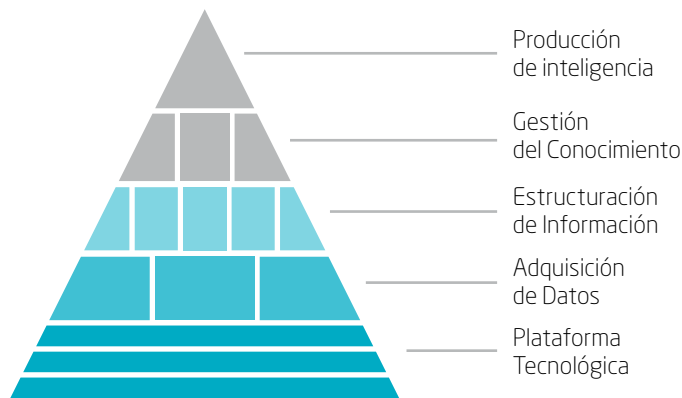 Producción
de inteligencia
Gestión
del Conocimiento
Estructuración
de Información
Adquisición
de Datos
Plataforma
Tecnológica